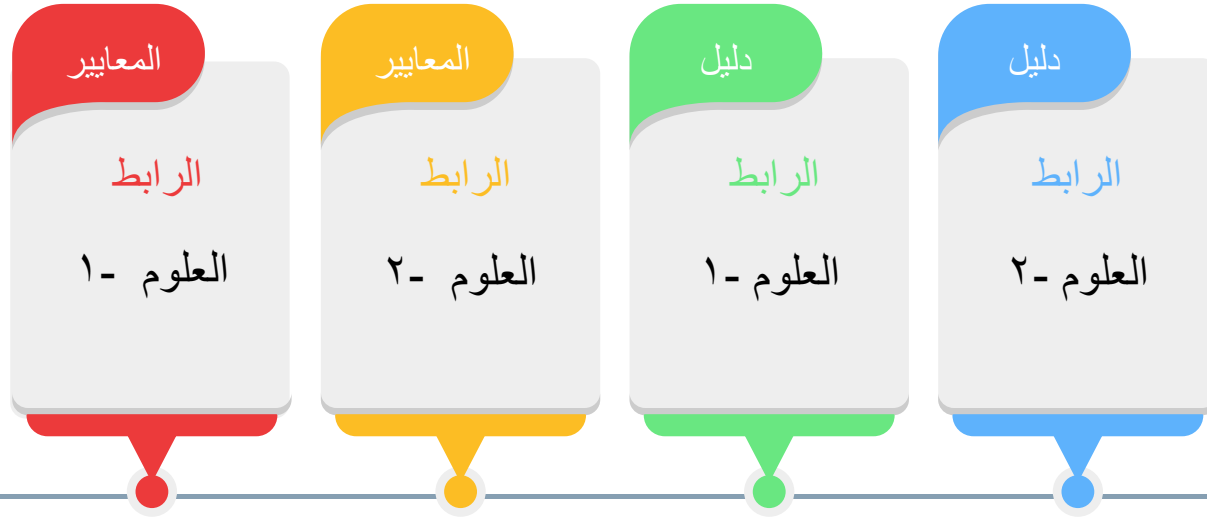 دليل
الرابط
العلوم -٢
دليل
الرابط
العلوم -١
المعايير
الرابط
العلوم -٢
المعايير
الرابط
العلوم -١